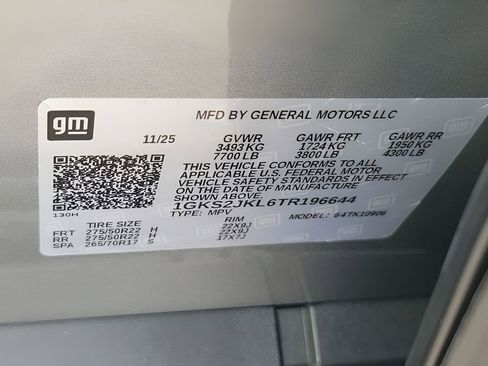 gm
MFD BY GENERAL MOTORS LLC
11/25 GVWR GAWR FRT GAWR RR
3493 KG 1724 KG 1950 KG
7700 LB 3800 LB 4300 LB
THIS VEHICLE CONFORMS TO ALL
APPLICABLE U.S. FEDERAL MOTOR
VEHICLE SAFETY STANDARDS IN EFFECT
ON THE DATE OF MANUFACTURE
SHOWN ABOVE
1GKS2JKL6TR196644
130H
TYPE: MPV MODEL: S4TK10906
TIRE SIZE RIM
FRT 275/50R22 H 22X9J
RR 275/50R22 H 22X9J
SPA 265/70R17 S 17X7J